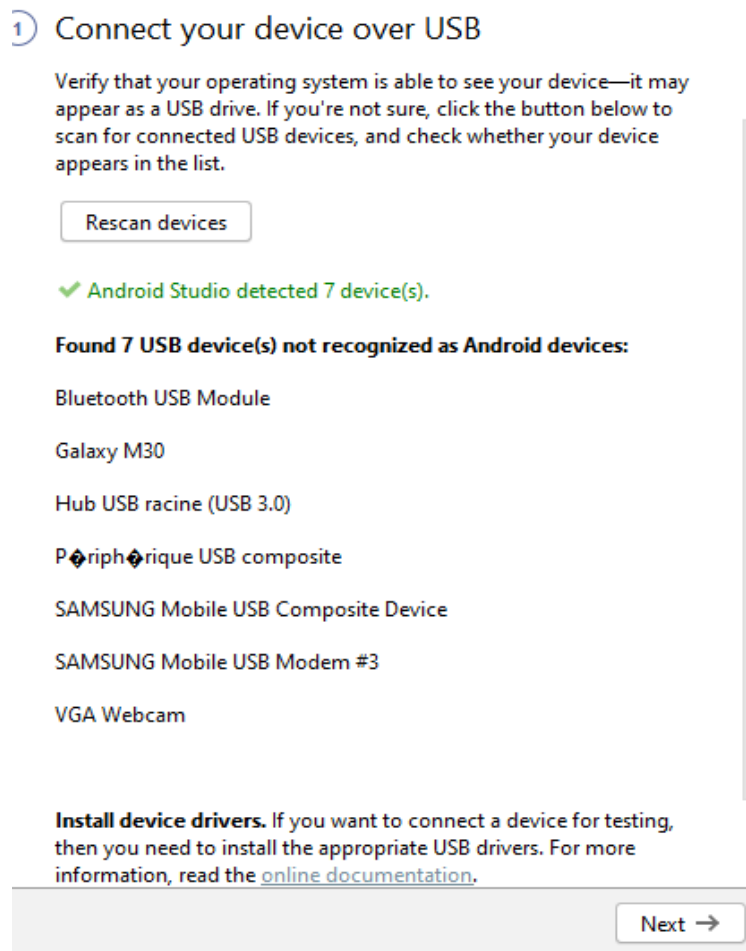 1 Connect your device over USB
Verify that your operating system is able to see your device—it may
appear as a USB drive. If you're not sure, click the button below to
scan for connected USB devices, and check whether your device
appears in the list.
Rescan devices
Android Studio detected 7 device(s).
Found 7 USB device(s) not recognized as Android devices:
Bluetooth USB Module
Galaxy M30
Hub USB racine (USB 3.0)
P�riph�rique USB composite
SAMSUNG Mobile USB Composite Device
SAMSUNG Mobile USB Modem #3
VGA Webcam
Install device drivers. If you want to connect a device for testing,
then you need to install the appropriate USB drivers. For more
information, read the online documentation.
Next →